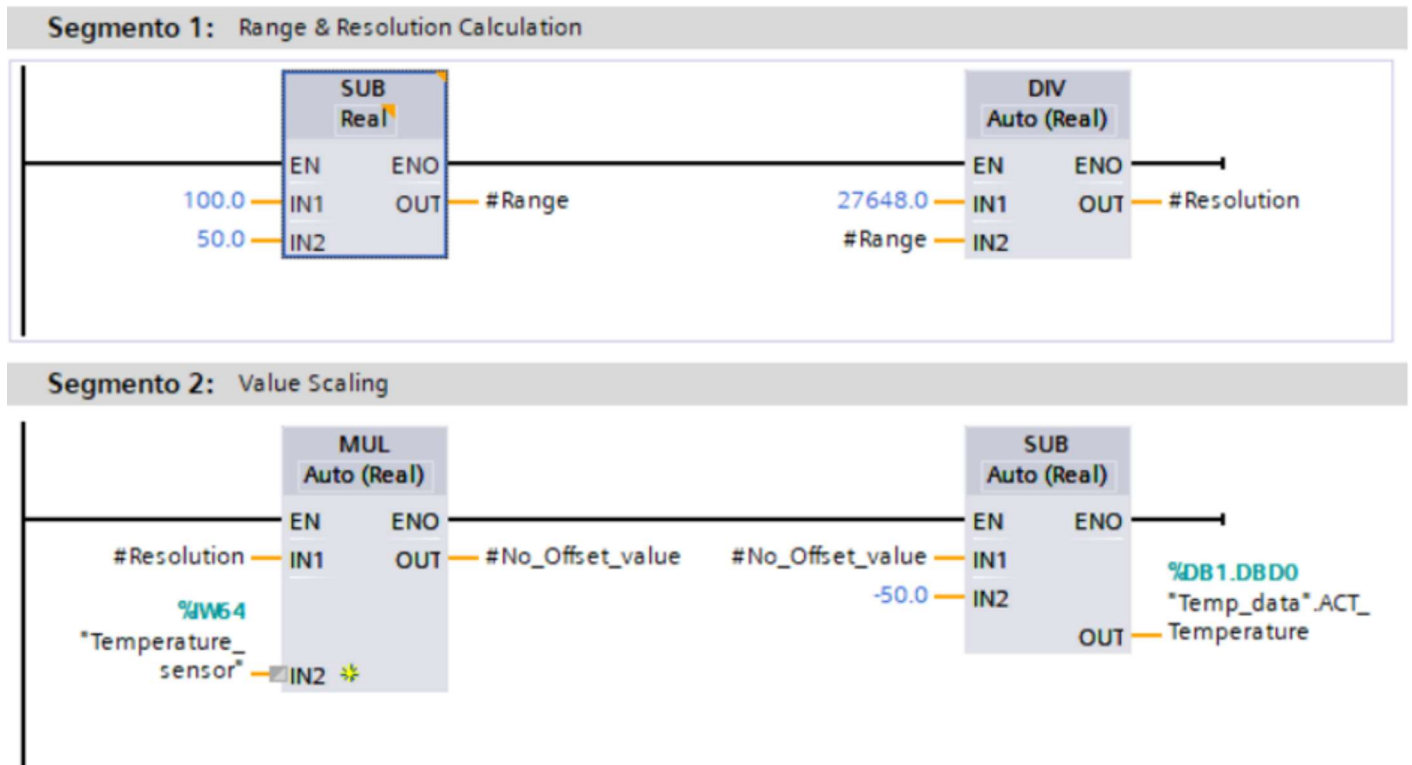 Segmento 1: Range & Resolution Calculation
SUB
Real
EN ENO
100.0 IN1 OUT #Range
50.0 IN2
DIV
Auto (Real)
EN ENO
27648.0 IN1 OUT #Resolution
#Range IN2
Segmento 2: Value Scaling
MUL
Auto (Real)
EN ENO
#Resolution IN1 OUT #No_Offset_value
%IW64
"Temperature_
sensor" IN2
SUB
Auto (Real)
EN ENO
#No_Offset_value IN1
-50.0 IN2
%DB1.DBD0
"Temp_data".ACT_
OUT Temperature